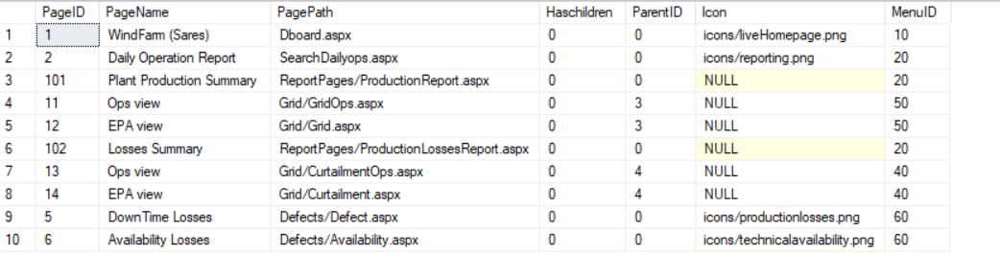 PageID PageName PagePath Haschildren ParentID Icon MenuID
1 1 WindFarm (Sares) Dboard.aspx 0 0 icons/liveHomepage.png 10
2 2 Daily Operation Report SearchDailyops.aspx 0 0 icons/reporting.png 20
3 101 Plant Production Summary ReportPages/ProductionReport.aspx 0 0 NULL 20
4 11 Ops view Grid/GridOps.aspx 0 3 NULL 50
5 12 EPA view Grid/Grid.aspx 0 3 NULL 50
6 102 Losses Summary ReportPages/ProductionLossesReport.aspx 0 0 NULL 20
7 13 Ops view Grid/CurtailmentOps.aspx 0 4 NULL 40
8 14 EPA view Grid/Curtailment.aspx 0 4 NULL 40
9 5 DownTime Losses Defects/Defect.aspx 0 0 icons/productionlosses.png 60
10 6 Availability Losses Defects/Availability.aspx 0 0 icons/technicalavailability.png 60